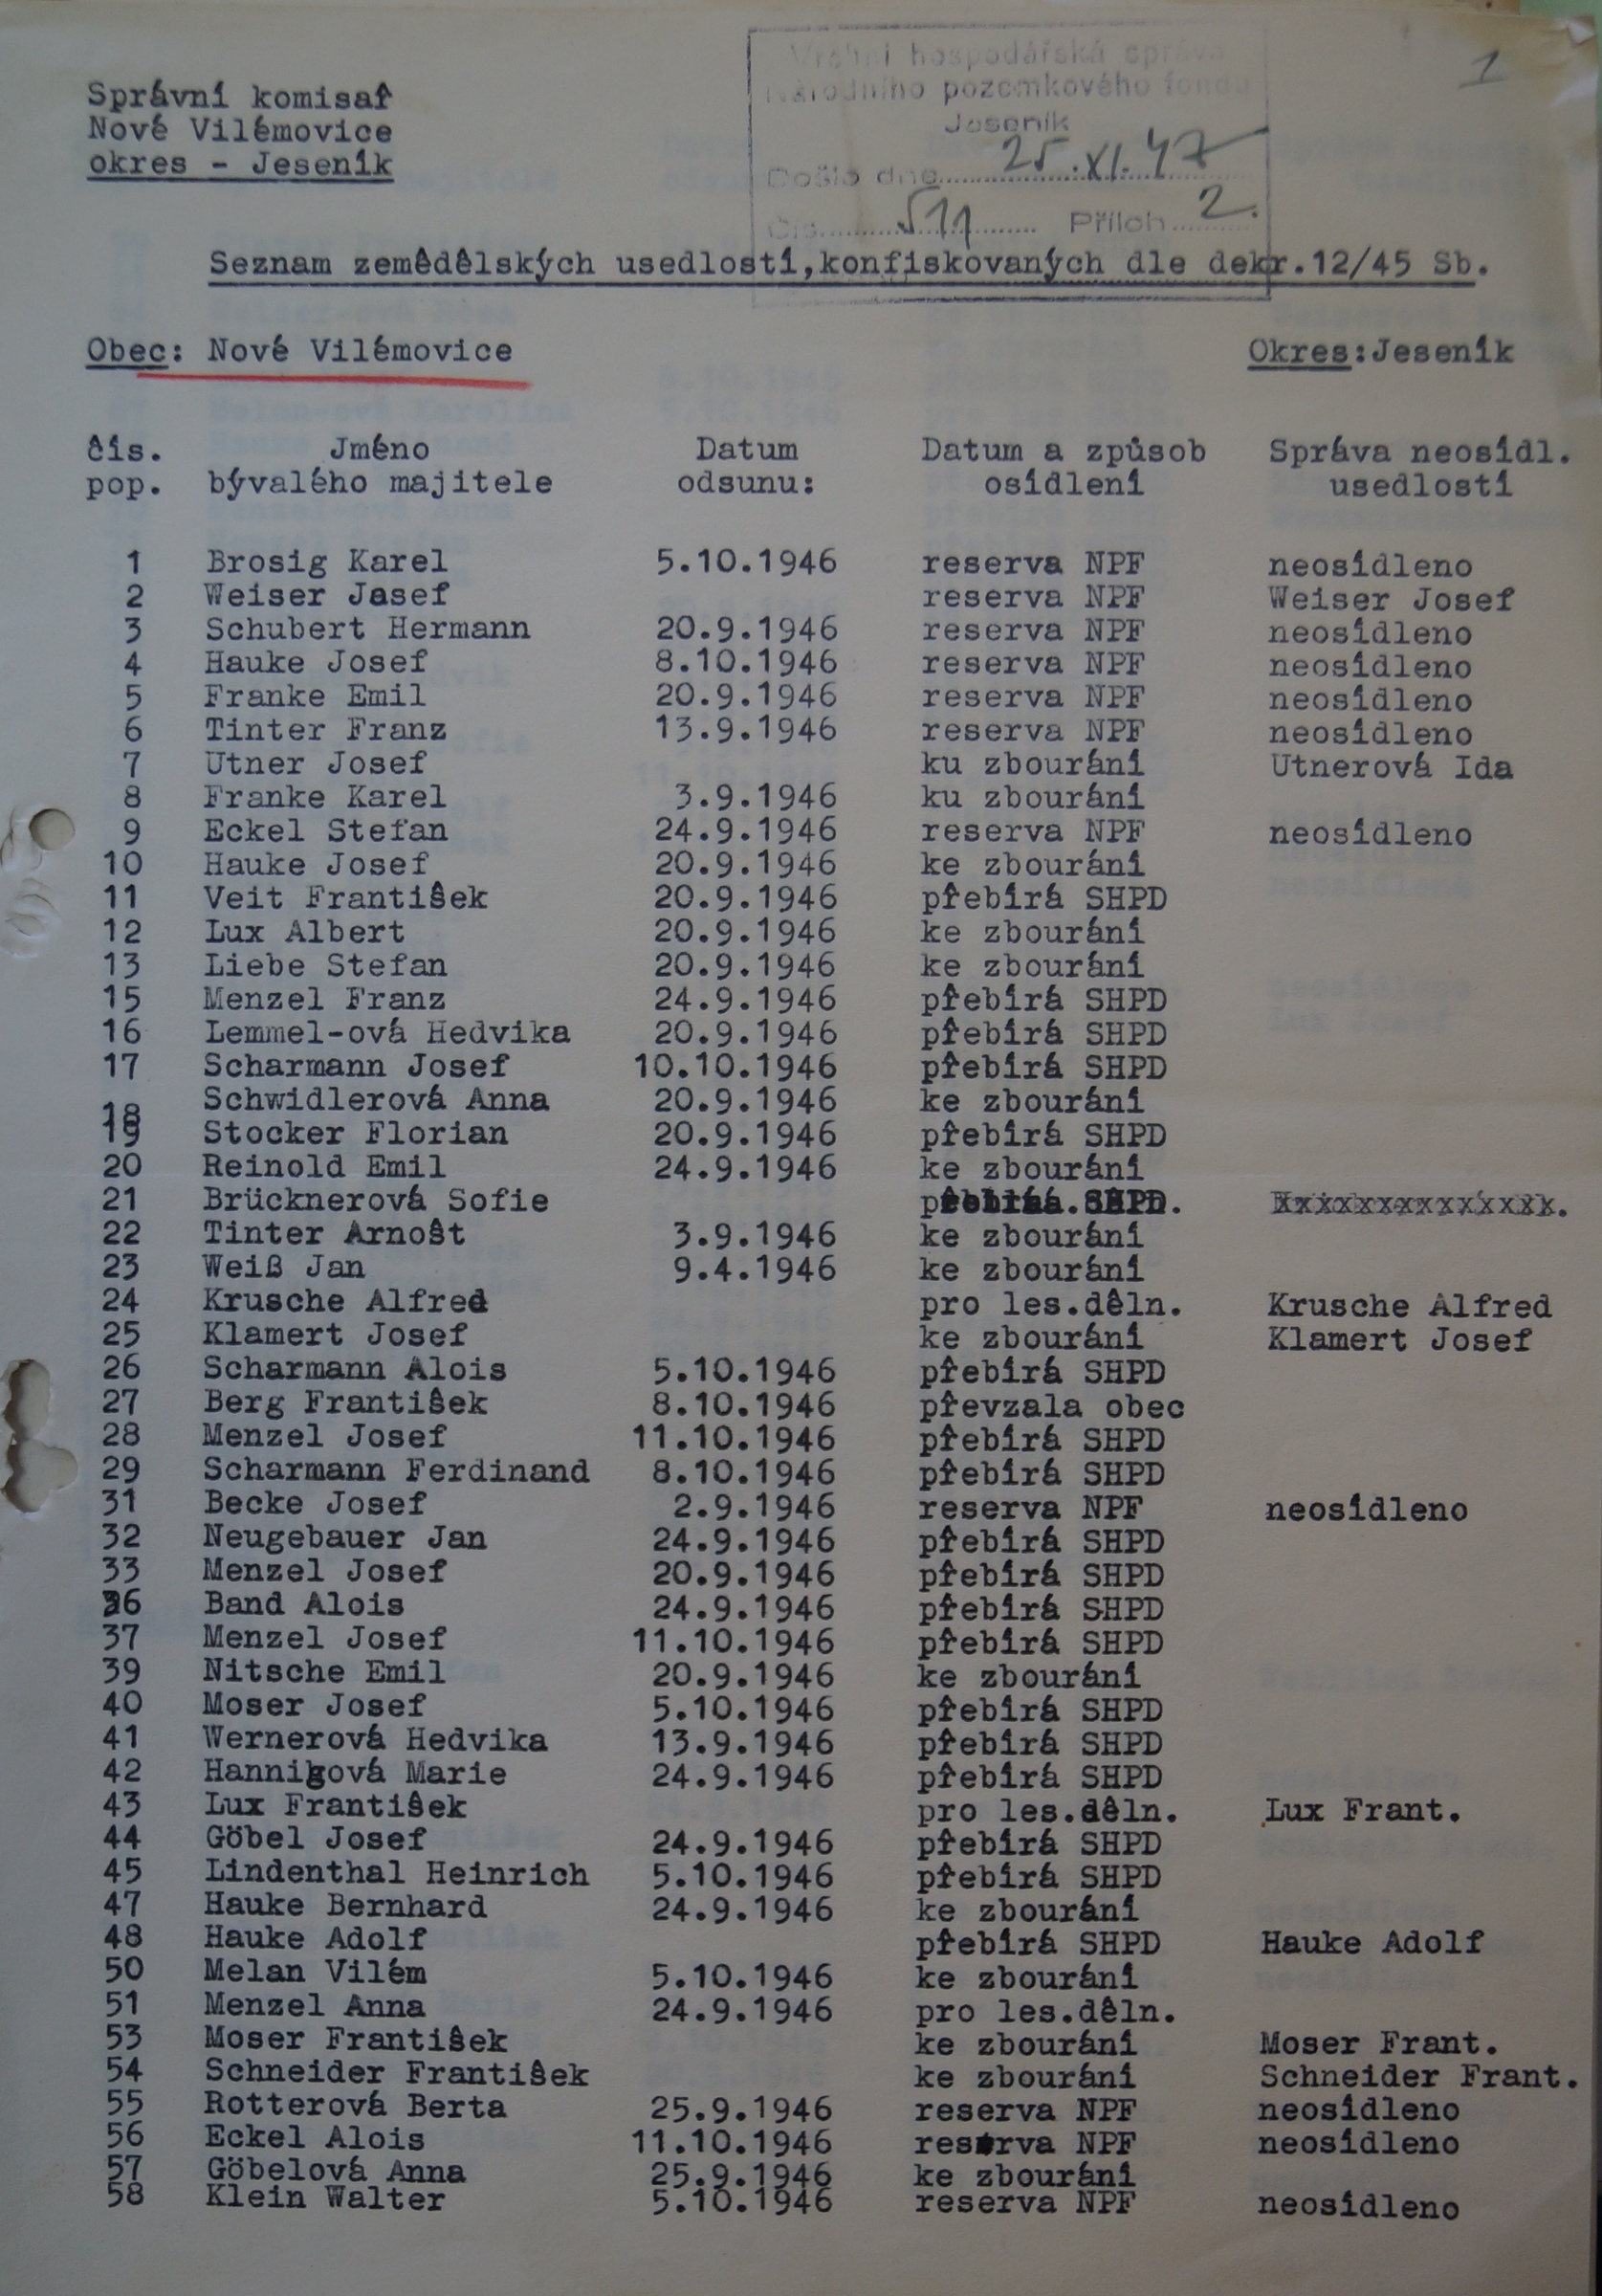 Vrchní hospodářská správa
Národního pozemkového fondu
Jeseník
Došlo dne 25.XI.47
Čís. 511 Příloh 2.
1
Správní komisař
Nové Vilémovice
okres - Jeseník
Seznam zemědělských usedlostí,konfiskovaných dle dekr.12/45 Sb.
Obec: Nové Vilémovice Okres:Jeseník
čís. Jméno Datum Datum a způsob Správa neosídl.
pop. bývalého majitele odsunu: osídlení usedlosti
1 Brosig Karel 5.10.1946 reserva NPF neosídleno
2 Weiser Jasef reserva NPF Weiser Josef
3 Schubert Hermann 20.9.1946 reserva NPF neosídleno
4 Hauke Josef 8.10.1946 reserva NPF neosídleno
5 Franke Emil 20.9.1946 reserva NPF neosídleno
6 Tinter Franz 13.9.1946 reserva NPF neosídleno
7 Utner Josef ku zbourání Utnerová Ida
8 Franke Karel 3.9.1946 ku zbourání
9 Eckel Stefan 24.9.1946 reserva NPF neosídleno
10 Hauke Josef 20.9.1946 ke zbourání
11 Veit František 20.9.1946 přebírá SHPD
12 Lux Albert 20.9.1946 ke zbourání
13 Liebe Stefan 20.9.1946 ke zbourání
15 Menzel Franz 24.9.1946 přebírá SHPD
16 Lemmel-ová Hedvika 20.9.1946 přebírá SHPD
17 Scharmann Josef 10.10.1946 přebírá SHPD
18 Schwidlerová Anna 20.9.1946 ke zbourání
19 Stocker Florian 20.9.1946 přebírá SHPD
20 Reinold Emil 24.9.1946 ke zbourání
21 Brücknerová Sofie
22 Tinter Arnošt 3.9.1946 ke zbourání
23 Weiß Jan 9.4.1946 ke zbourání
24 Krusche Alfred pro les.děln. Krusche Alfred
25 Klamert Josef ke zbourání Klamert Josef
26 Scharmann Alois 5.10.1946 přebírá SHPD
27 Berg František 8.10.1946 převzala obec
28 Menzel Josef 11.10.1946 přebírá SHPD
29 Scharmann Ferdinand 8.10.1946 přebírá SHPD
31 Becke Josef 2.9.1946 reserva NPF neosídleno
32 Neugebauer Jan 24.9.1946 přebírá SHPD
33 Menzel Josef 20.9.1946 přebírá SHPD
36 Band Alois 24.9.1946 přebírá SHPD
37 Menzel Josef 11.10.1946 přebírá SHPD
39 Nitsche Emil 20.9.1946 ke zbourání
40 Moser Josef 5.10.1946 přebírá SHPD
41 Wernerová Hedvika 13.9.1946 přebírá SHPD
42 Hannigová Marie 24.9.1946 přebírá SHPD
43 Lux František pro les.děln. Lux Frant.
44 Göbel Josef 24.9.1946 přebírá SHPD
45 Lindenthal Heinrich 5.10.1946 přebírá SHPD
47 Hauke Bernhard 24.9.1946 ke zbourání
48 Hauke Adolf přebírá SHPD Hauke Adolf
50 Melan Vilém 5.10.1946 ke zbourání
51 Menzel Anna 24.9.1946 pro les.děln.
53 Moser František ke zbourání Moser Frant.
54 Schneider František ke zbourání Schneider Frant.
55 Rotterová Berta 25.9.1946 reserva NPF neosídleno
56 Eckel Alois 11.10.1946 reserva NPF neosídleno
57 Göbelová Anna 25.9.1946 ke zbourání
58 Klein Walter 5.10.1946 reserva NPF neosídleno